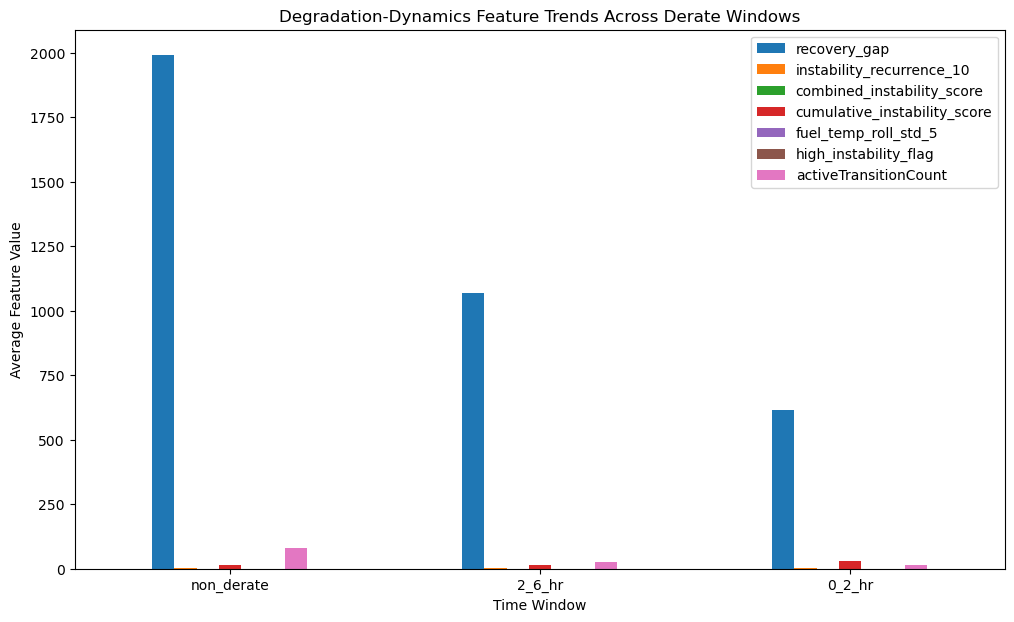 Degradation-Dynamics Feature Trends Across Derate Windows
recovery_gap
instability_recurrence_10
combined_instability_score
cumulative_instability_score
fuel_temp_roll_std_5
high_instability_flag
activeTransitionCount
Average Feature Value
2000
1750
1500
1250
1000
750
500
250
0
non_derate
2_6_hr
0_2_hr
Time Window